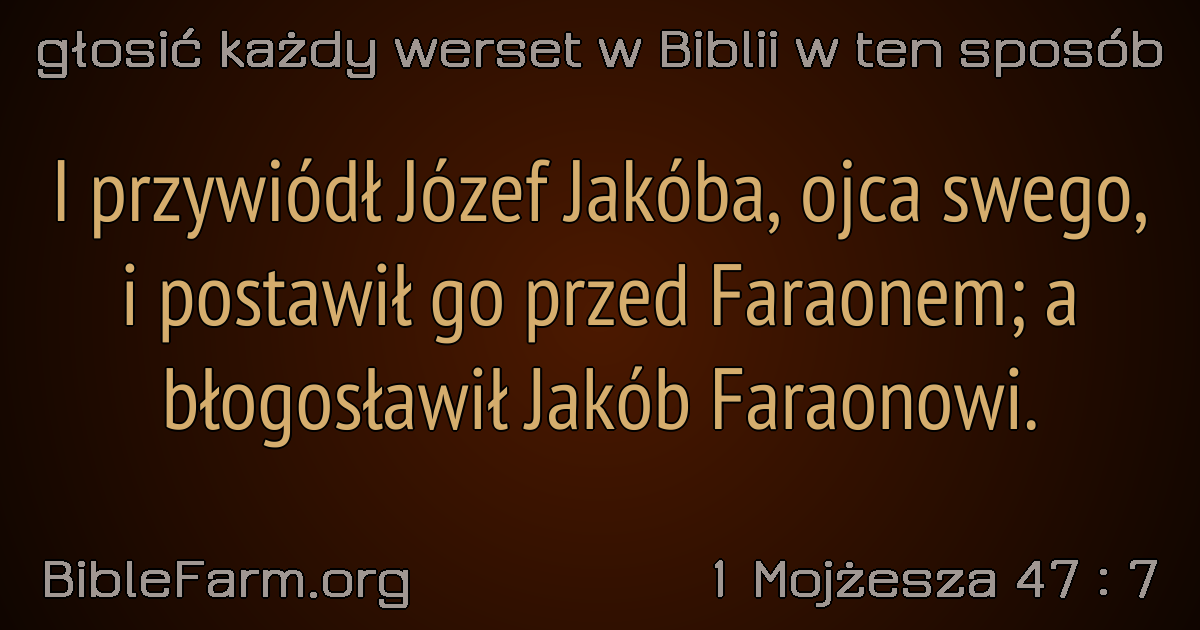 głosić każdy werset w Biblii w ten sposób
I przywiódł Józef Jakóba, ojca swego,
i postawił go przed Faraonem; a
błogosławił Jakób Faraonowi.
BibleFarm.org
1 Mojżesza 47 : 7